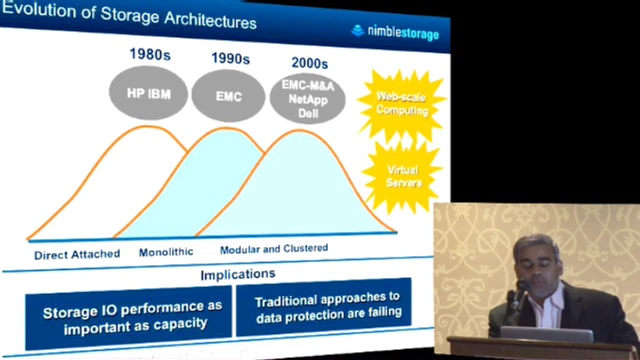 Evolution of Storage Architectures
nimblestorage
1980s
1990s
2000s
HP IBM
EMC
EMC-M&A
NetApp
Dell
Web-scale
Computing
Virtual
Servers
Direct Attached
Monolithic
Modular and Clustered
Implications
Storage IO performance as
important as capacity
Traditional approaches to
data protection are failing